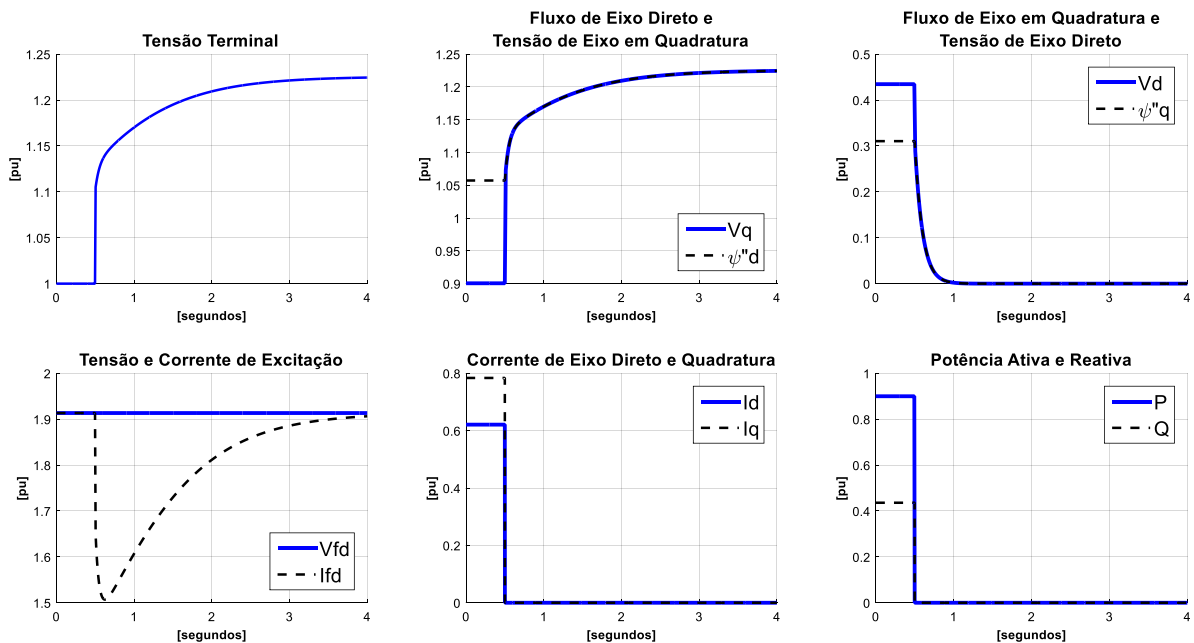 Tensão Terminal
1.25
1.2
1.15
1.1
1.05
1
[pu]
0
1
2
3
4
[segundos]
Fluxo de Eixo Direto e
Tensão de Eixo em Quadratura
1.25
1.2
1.15
1.1
1.05
1
0.95
0.9
[pu]
Vq
ψ"d
0
1
2
3
4
[segundos]
Fluxo de Eixo em Quadratura e
Tensão de Eixo Direto
0.5
0.4
0.3
0.2
0.1
0
[pu]
Vd
ψ"q
0
1
2
3
4
[segundos]
Tensão e Corrente de Excitação
2
1.9
1.8
1.7
1.6
1.5
[pu]
Vfd
Ifd
0
1
2
3
4
[segundos]
Corrente de Eixo Direto e Quadratura
0.8
0.6
0.4
0.2
0
[pu]
Id
Iq
0
1
2
3
4
[segundos]
Potência Ativa e Reativa
1
0.8
0.6
0.4
0.2
0
[pu]
P
Q
0
1
2
3
4
[segundos]